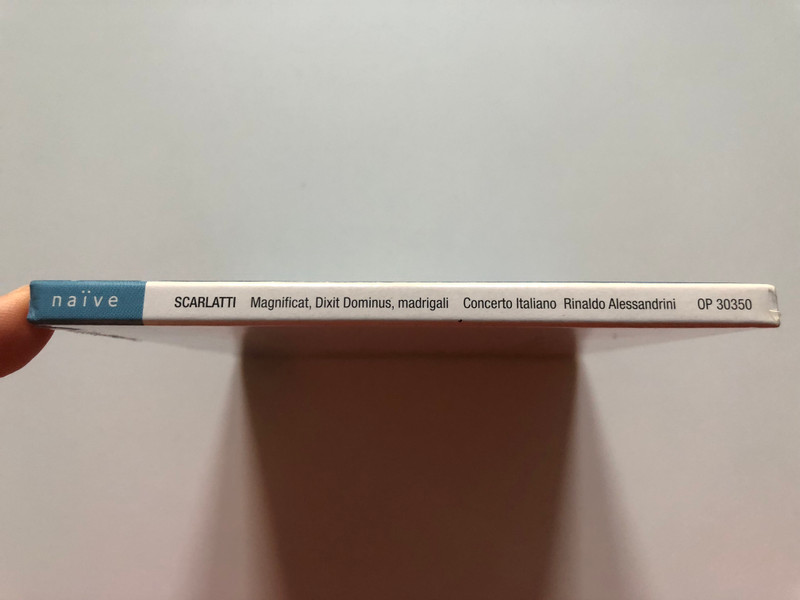 naïve SCARLATTI Magnificat, Dixit Dominus, madrigali Concerto Italiano Rinaldo Alessandrini OP 30350